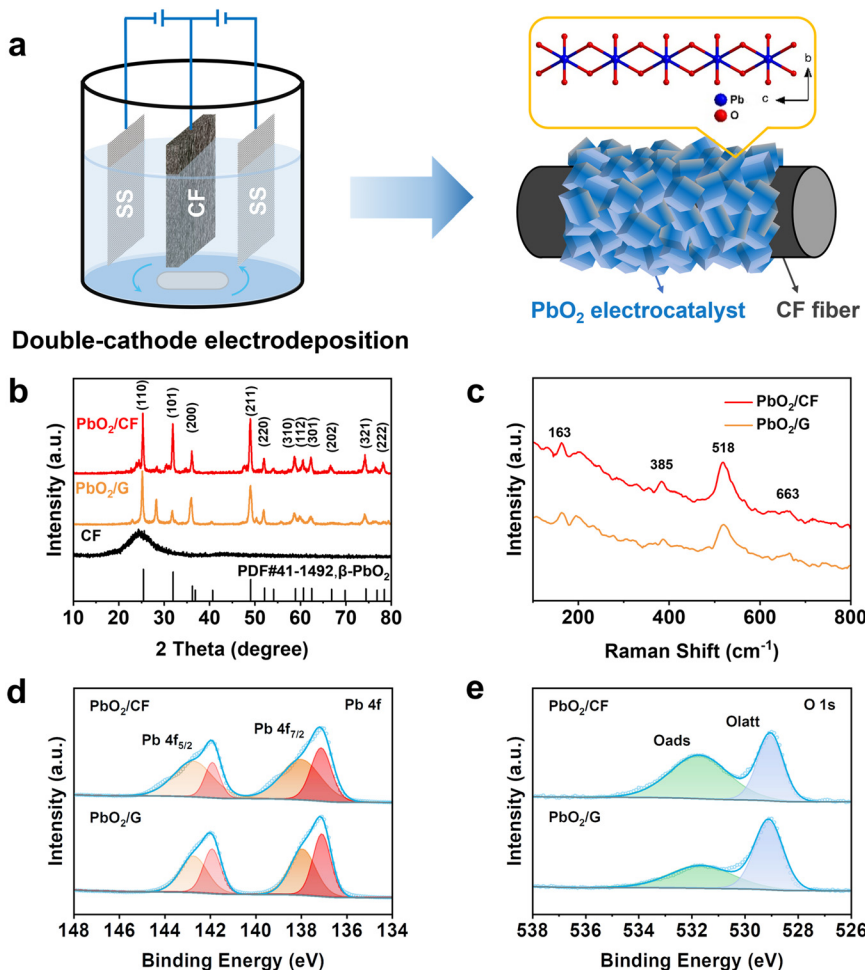 a
SS
CF
SS
Double-cathode electrodeposition
b
c
Pb
O
PbO₂ electrocatalyst
CF fiber
b
PbO₂/CF
PbO₂/G
CF
(110)
(101)
(200)
(211)
(220)
(310)
(112)
(301)
(202)
(321)
(222)
PDF#41-1492,β-PbO₂
10 20 30 40 50 60 70 80
2 Theta (degree)
Intensity (a.u.)
c
PbO₂/CF
PbO₂/G
163
385
518
663
200 400 600 800
Raman Shift (cm⁻¹)
Intensity (a.u.)
d
PbO₂/CF
Pb 4f
Pb 4f₅/₂
Pb 4f₇/₂
PbO₂/G
148 146 144 142 140 138 136 134
Binding Energy (eV)
Intensity (a.u.)
e
PbO₂/CF
O 1s
Oads
Olatt
PbO₂/G
538 536 534 532 530 528 526
Binding Energy (eV)
Intensity (a.u.)